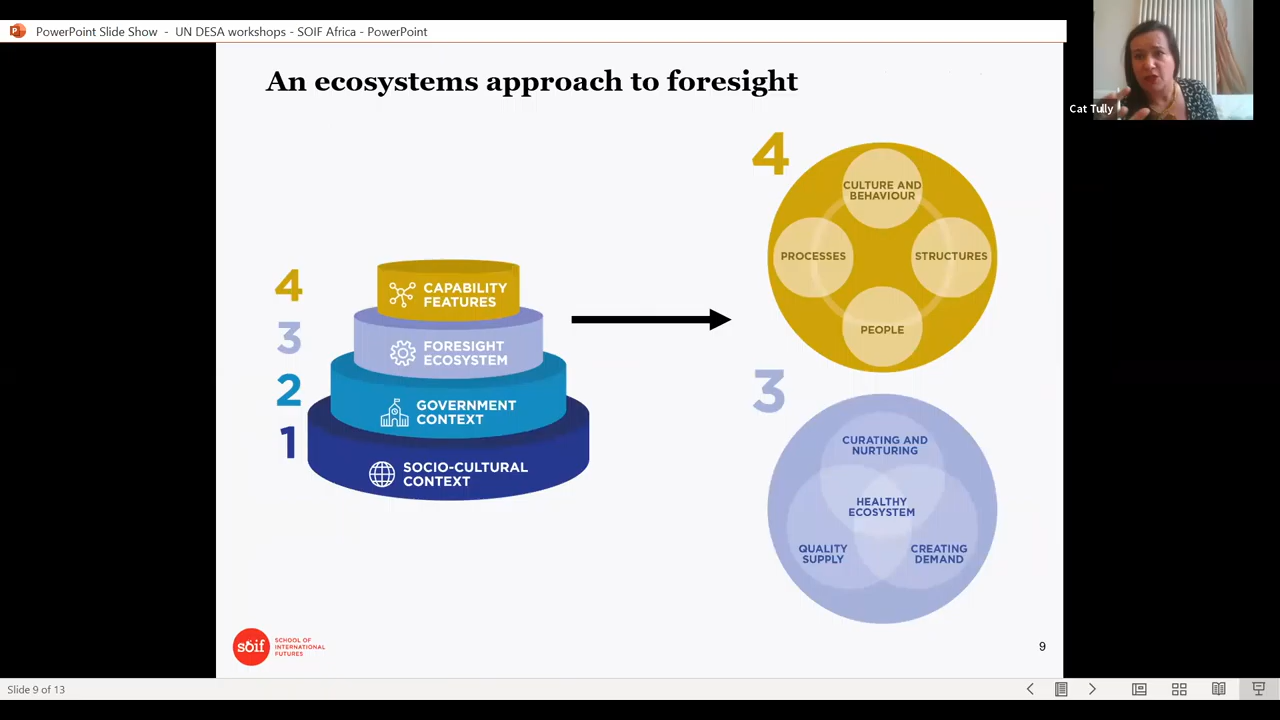 PowerPoint Slide Show - UN DESA workshops - SOIF Africa - PowerPoint
Cat Tully
An ecosystems approach to foresight
4
CAPABILITY
FEATURES
3
FORESIGHT
ECOSYSTEM
2
GOVERNMENT
CONTEXT
1
SOCIO-CULTURAL
CONTEXT
4
CULTURE AND
BEHAVIOUR
PROCESSES
STRUCTURES
PEOPLE
3
CURATING AND
NURTURING
HEALTHY
ECOSYSTEM
QUALITY
SUPPLY
CREATING
DEMAND
soif
SCHOOL OF
INTERNATIONAL
FUTURES
9
Slide 9 of 13